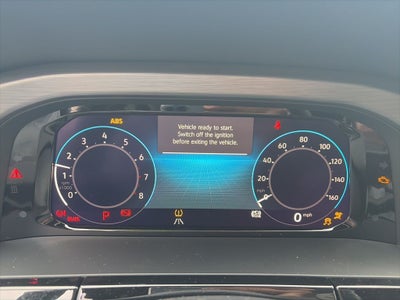 ABS
Vehicle ready to start.
Switch off the ignition
before exiting the vehicle.
3 4 5
2 6
1 7
0 8
80 100
60 120
40 140
20 160
0
P
0 mph